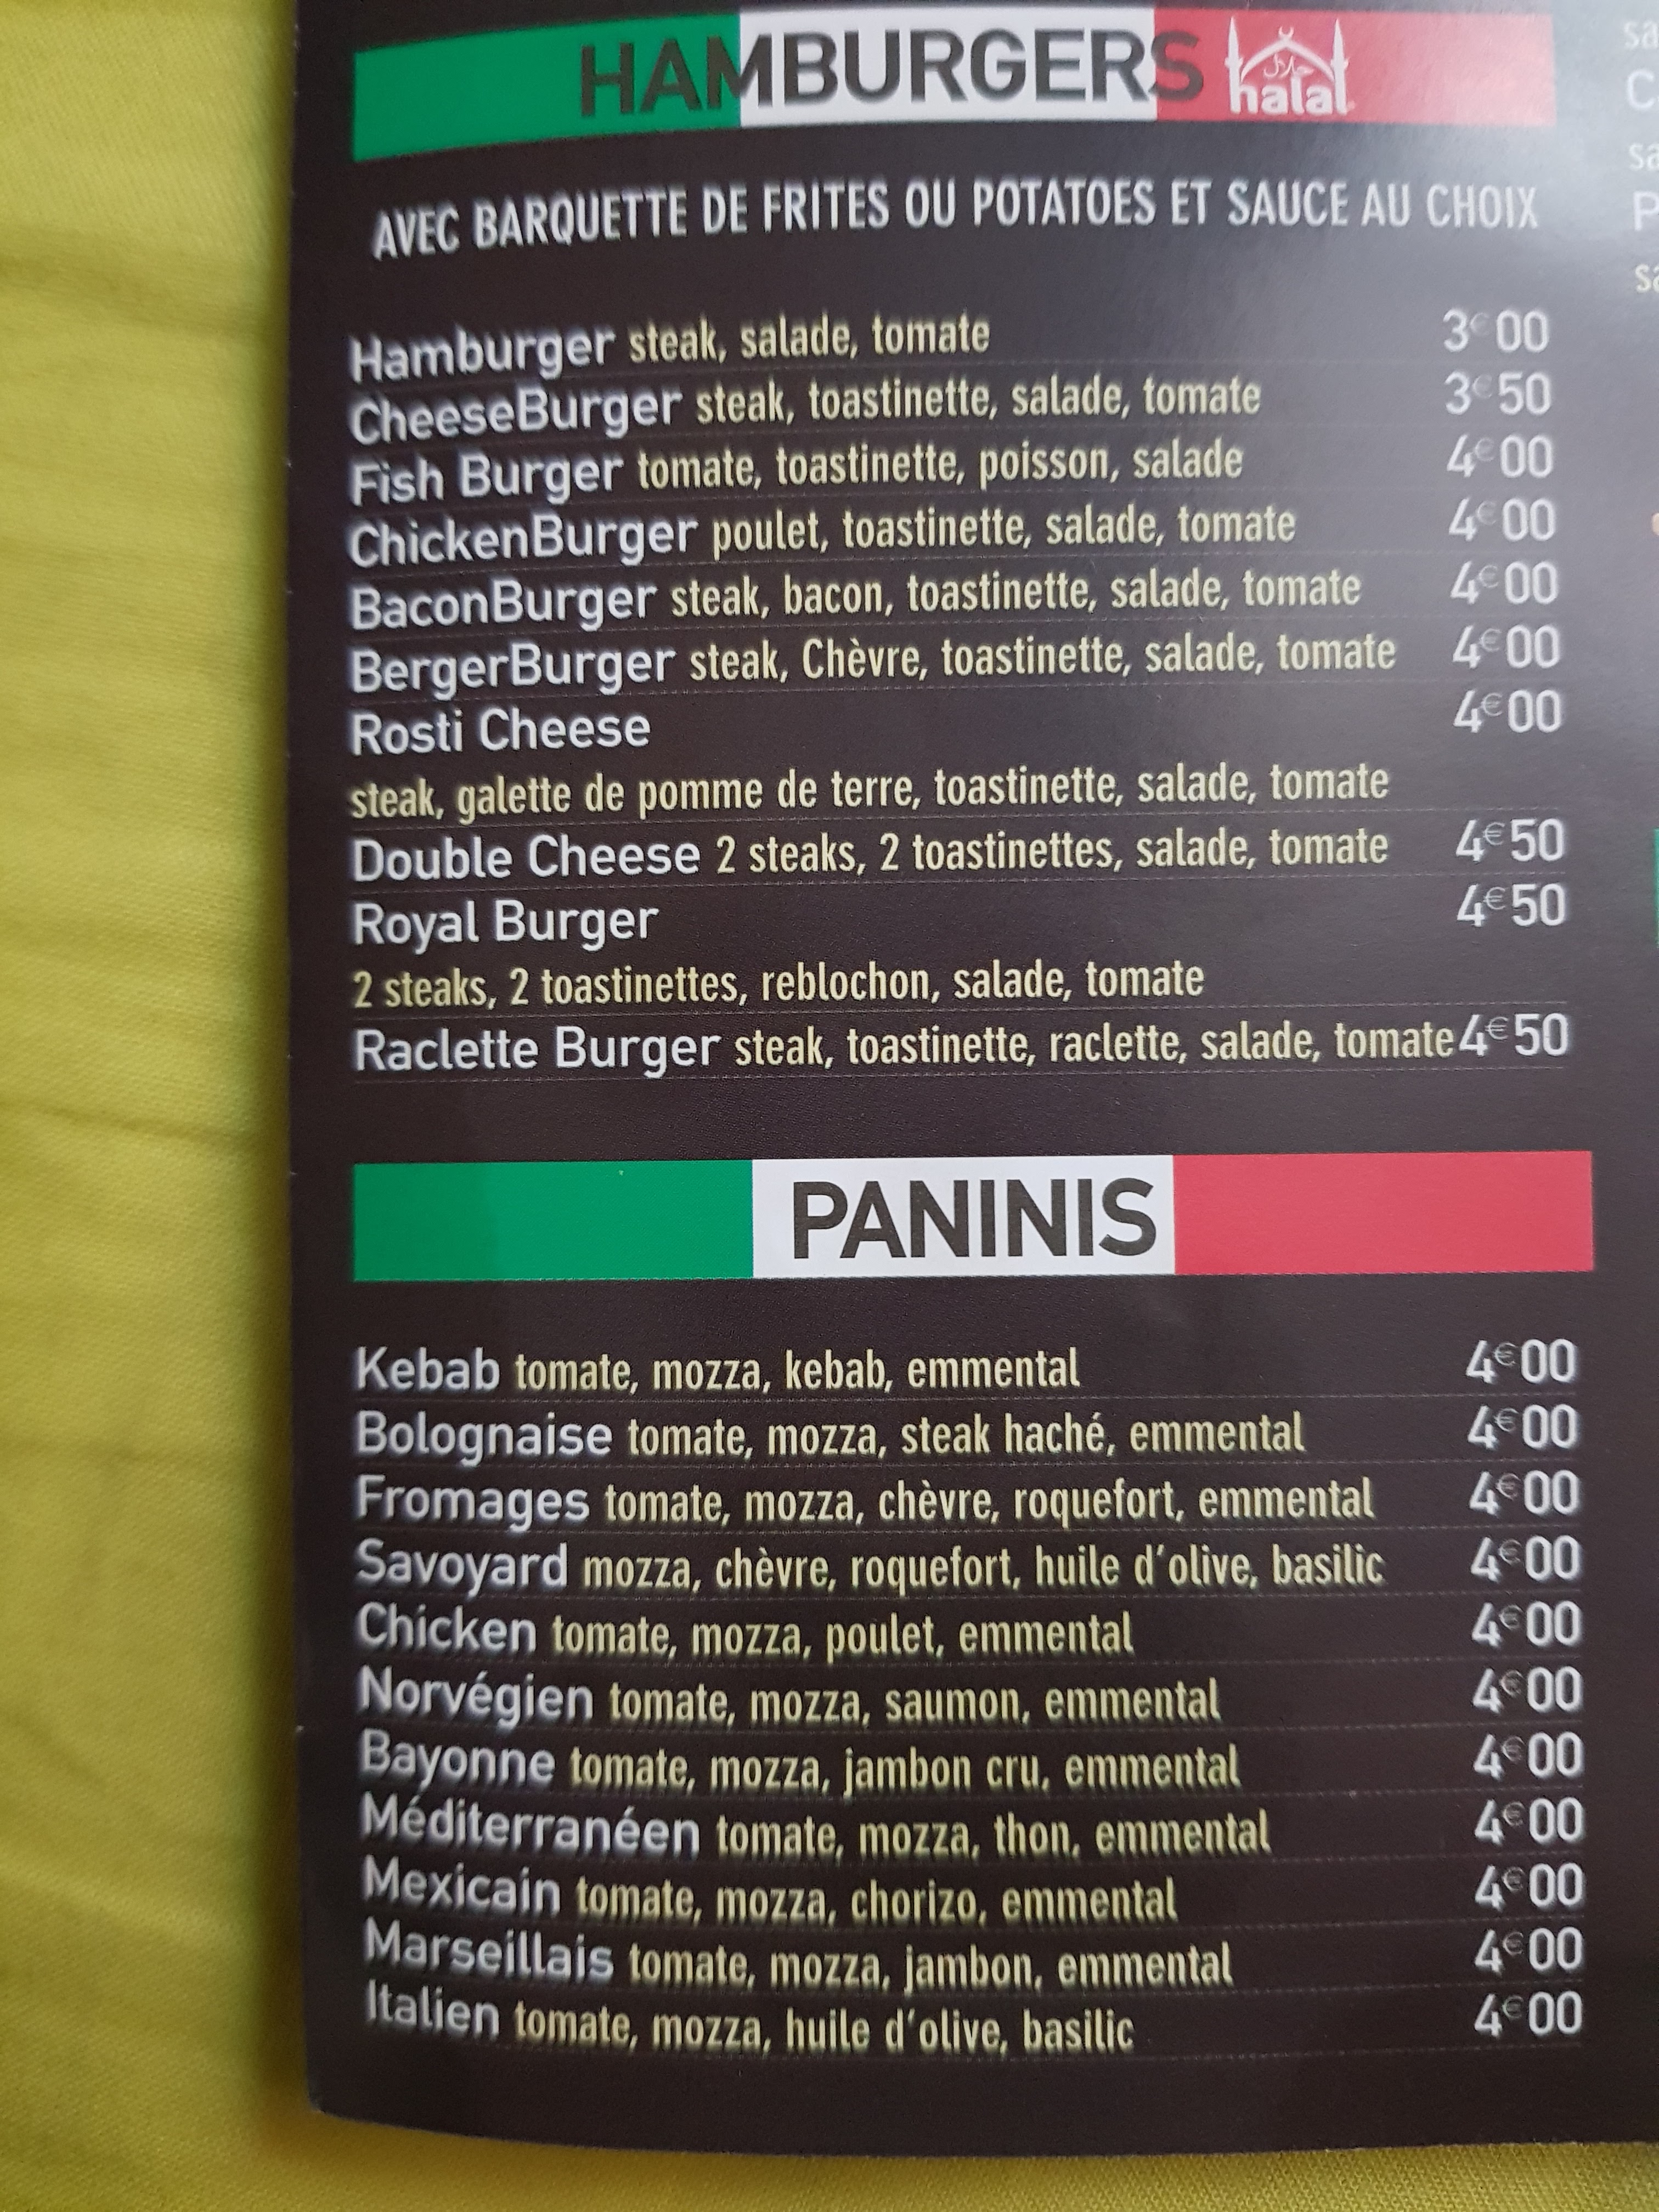 HAMBURGERS حلال halal
AVEC BARQUETTE DE FRITES OU POTATOES ET SAUCE AU CHOIX
Hamburger steak, salade, tomate 3€00
CheeseBurger steak, toastinette, salade, tomate 3€50
Fish Burger tomate, toastinette, poisson, salade 4€00
ChickenBurger poulet, toastinette, salade, tomate 4€00
BaconBurger steak, bacon, toastinette, salade, tomate 4€00
BergerBurger steak, Chèvre, toastinette, salade, tomate 4€00
Rosti Cheese 4€00
steak, galette de pomme de terre, toastinette, salade, tomate
Double Cheese 2 steaks, 2 toastinettes, salade, tomate 4€50
Royal Burger 4€50
2 steaks, 2 toastinettes, reblochon, salade, tomate
Raclette Burger steak, toastinette, raclette, salade, tomate 4€50
PANINIS
Kebab tomate, mozza, kebab, emmental 4€00
Bolognaise tomate, mozza, steak haché, emmental 4€00
Fromages tomate, mozza, chèvre, roquefort, emmental 4€00
Savoyard mozza, chèvre, roquefort, huile d'olive, basilic 4€00
Chicken tomate, mozza, poulet, emmental 4€00
Norvégien tomate, mozza, saumon, emmental 4€00
Bayonne tomate, mozza, jambon cru, emmental 4€00
Méditerranéen tomate, mozza, thon, emmental 4€00
Mexicain tomate, mozza, chorizo, emmental 4€00
Marseillais tomate, mozza, jambon, emmental 4€00
Italien tomate, mozza, huile d'olive, basilic 4€00